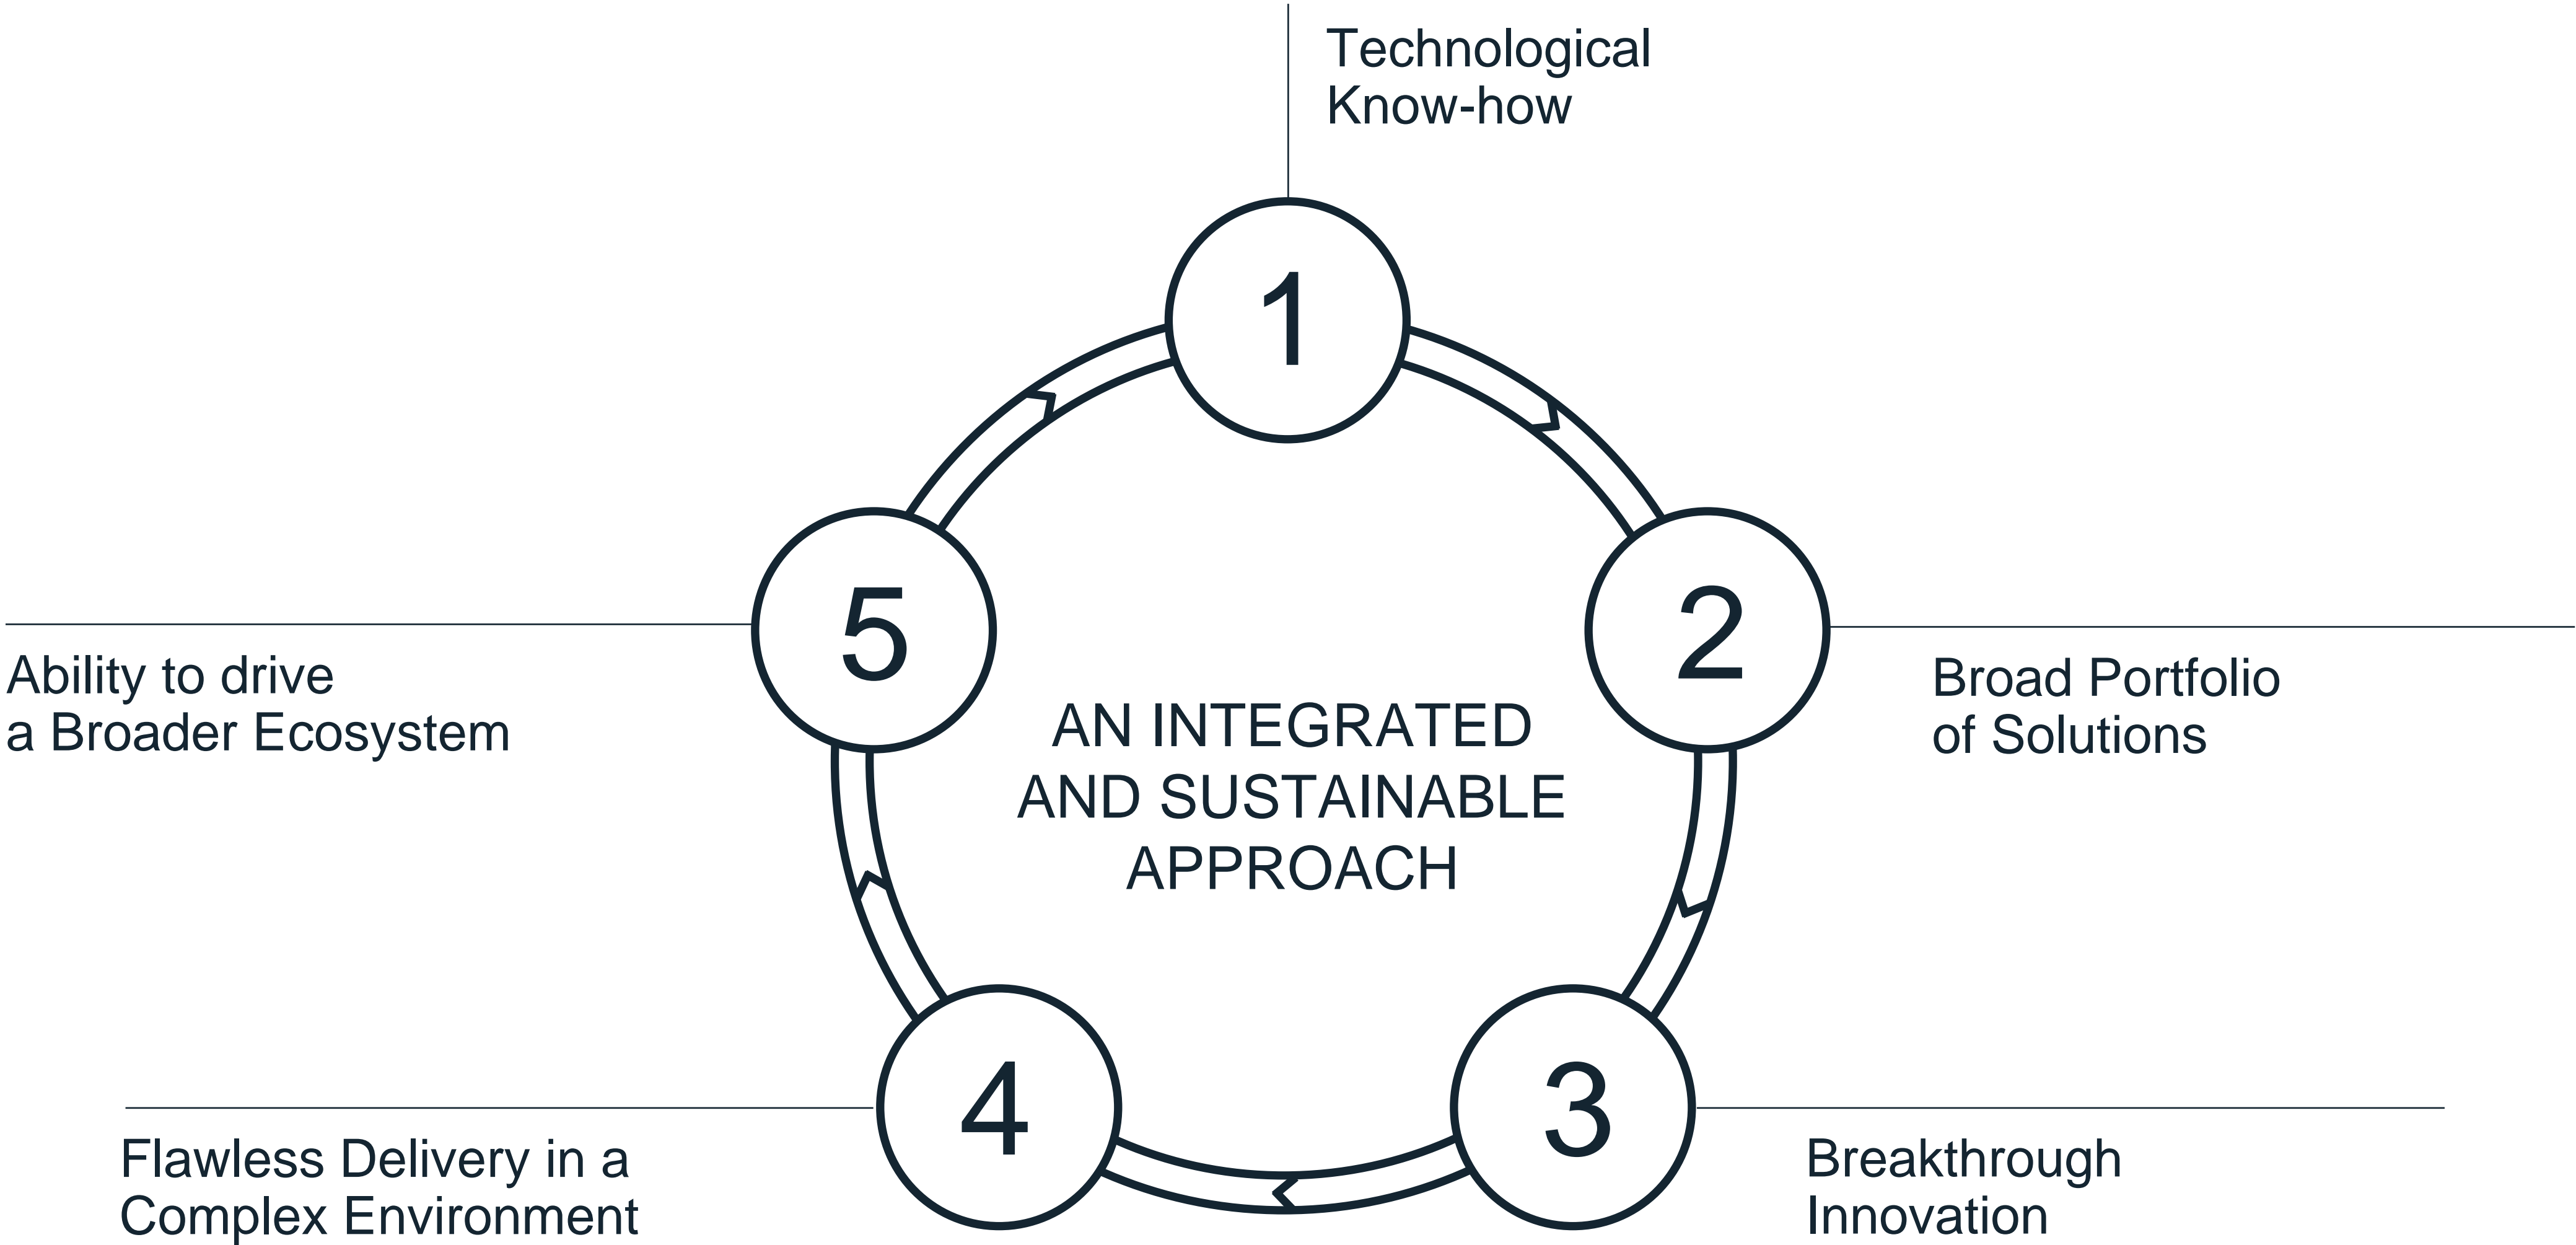 Technological
Know-how
1
2
Broad Portfolio
of Solutions
3
Breakthrough
Innovation
4
Flawless Delivery in a
Complex Environment
5
Ability to drive
a Broader Ecosystem
AN INTEGRATED
AND SUSTAINABLE
APPROACH